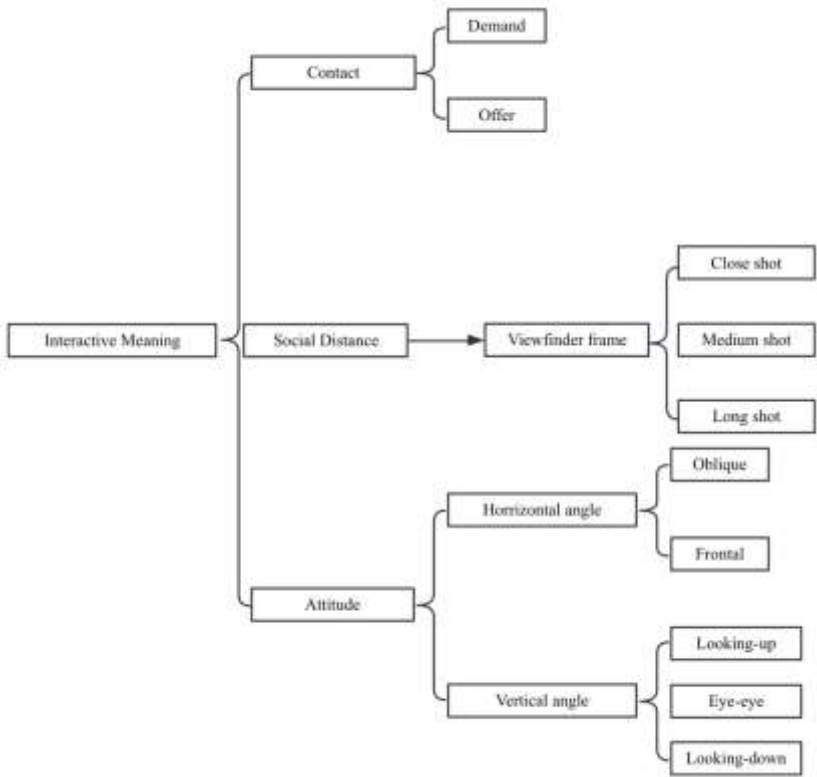 Demand
Contact
Offer
Close shot
Interactive Meaning
Social Distance
Viewfinder frame
Medium shot
Long shot
Oblique
Horrizontal angle
Frontal
Attitude
Looking-up
Vertical angle
Eye-eye
Looking-down